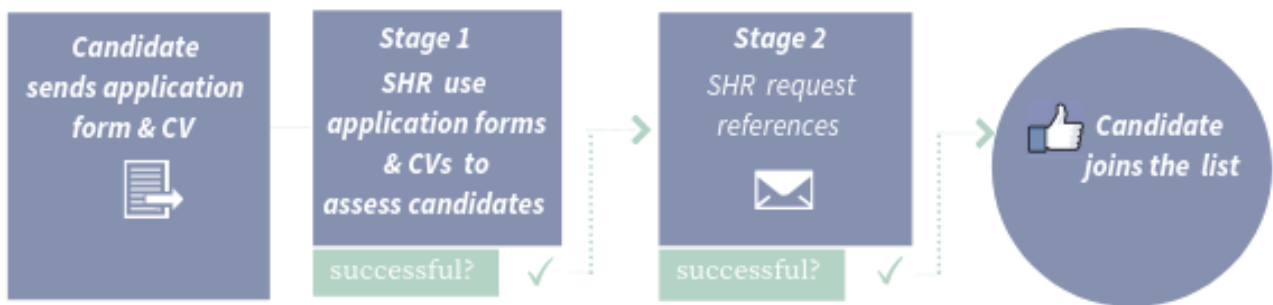 Candidate
sends application
form & CV
Stage 1
SHR use
application forms
& CVs to
assess candidates
successful?
Stage 2
SHR request
references
successful?
Candidate
joins the list